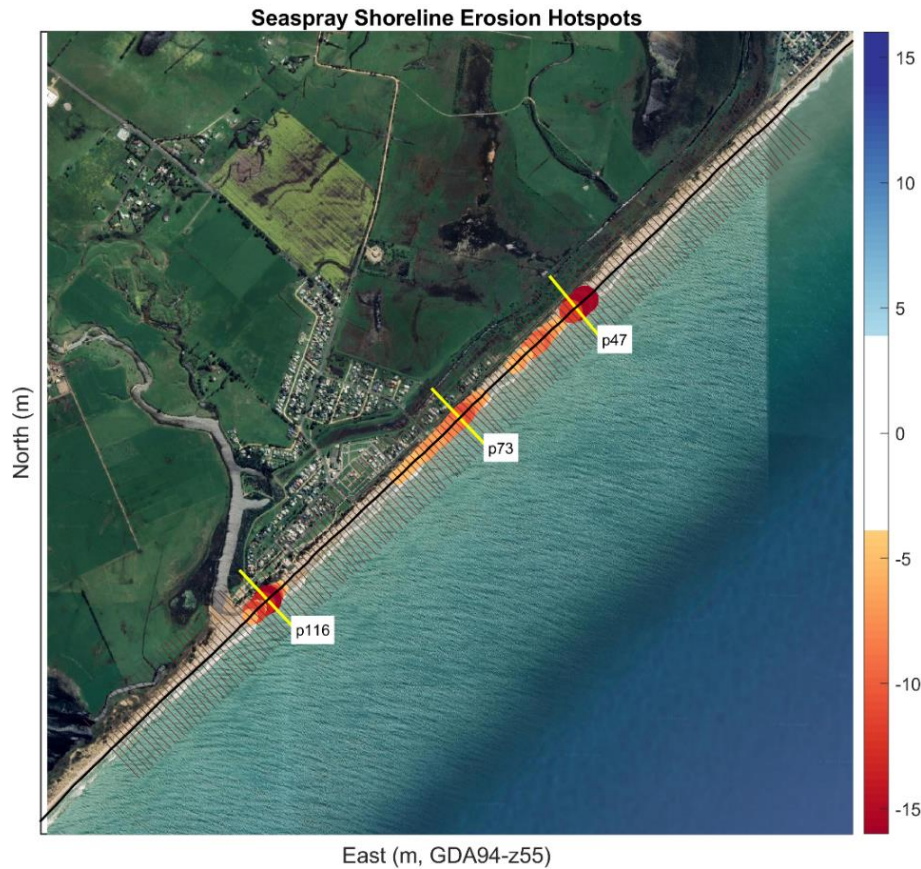 Seaspray Shoreline Erosion Hotspots
North (m)
p47
p73
p116
East (m, GDA94-z55)
15
10
5
0
-5
-10
-15